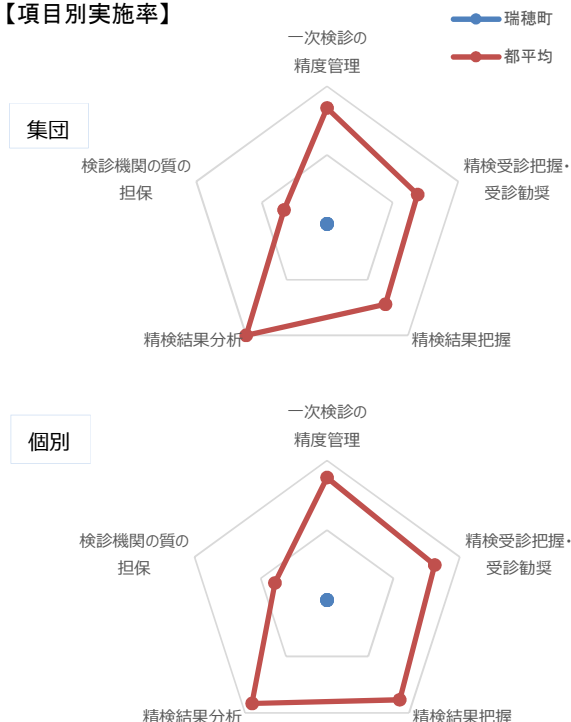 【項目別実施率】
瑞穂町
都平均
集団
一次検診の
精度管理
精検受診把握・
受診勧奨
精検結果把握
精検結果分析
検診機関の質の
担保
個別
一次検診の
精度管理
精検受診把握・
受診勧奨
精検結果把握
精検結果分析
検診機関の質の
担保